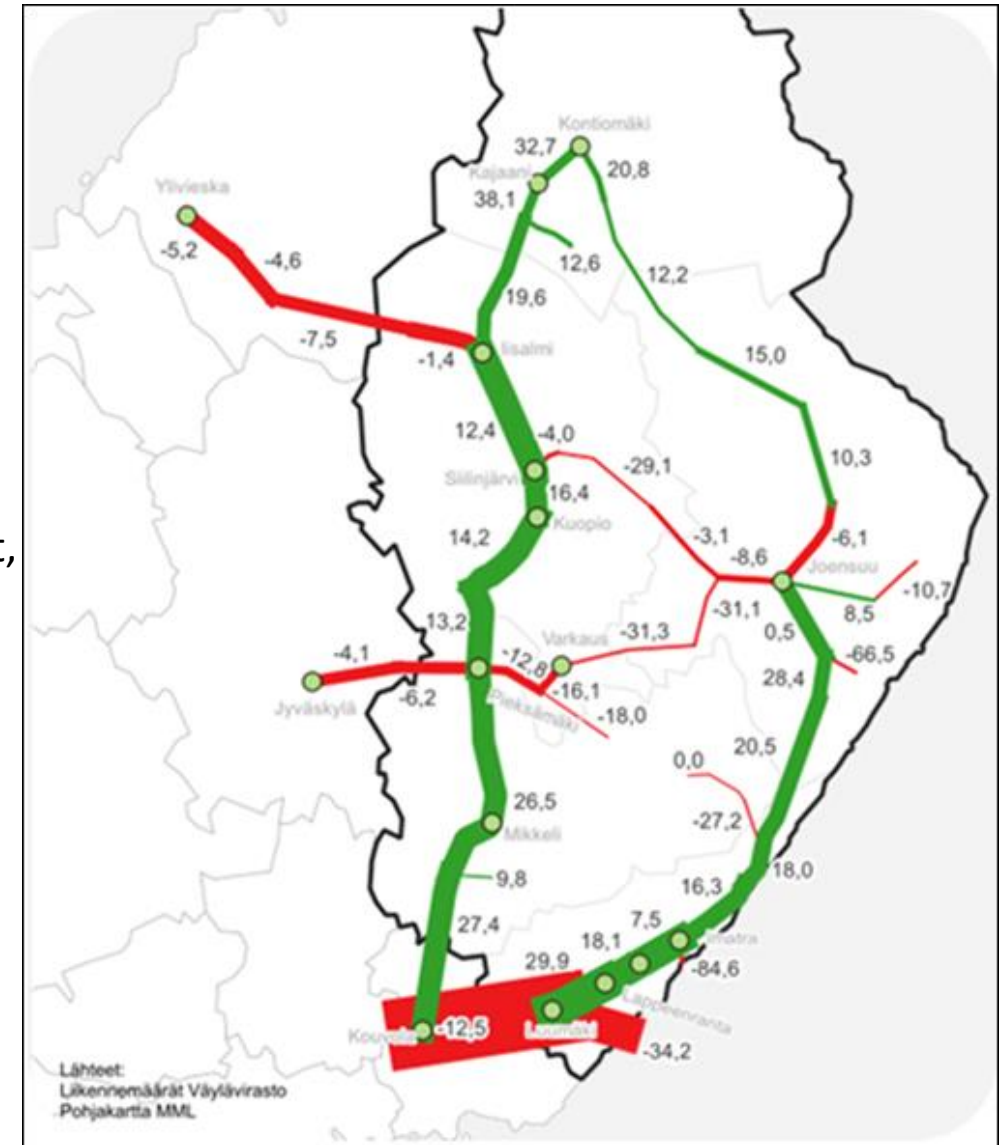 Kontiomäki
32,7
Kajaani
20,8
Ylivieska
38,1
-5,2
-4,6
12,6
12,2
19,6
-7,5
Iisalmi
-1,4
15,0
12,4
-4,0
-29,1
10,3
Siilinjärvi
16,4
Kuopio
14,2
-3,1
-6,1
t,
-8,6
Joensuu
-10,7
-31,1
8,5
13,2
Varkaus
-31,3
0,5
-4,1
-12,8
-66,5
-6,2
-16,1
28,4
Jyväskylä
Pieksämäki
-18,0
20,5
0,0
26,5
-27,2
Mikkeli
18,0
9,8
16,3
7,5
27,4
18,1
Imatra
29,9
-84,6
Lappeenranta
Kouvola
-12,5
Luumäki
-34,2
Lähteet:
Liikennemäärät Väylävirasto
Pohjakartta MML